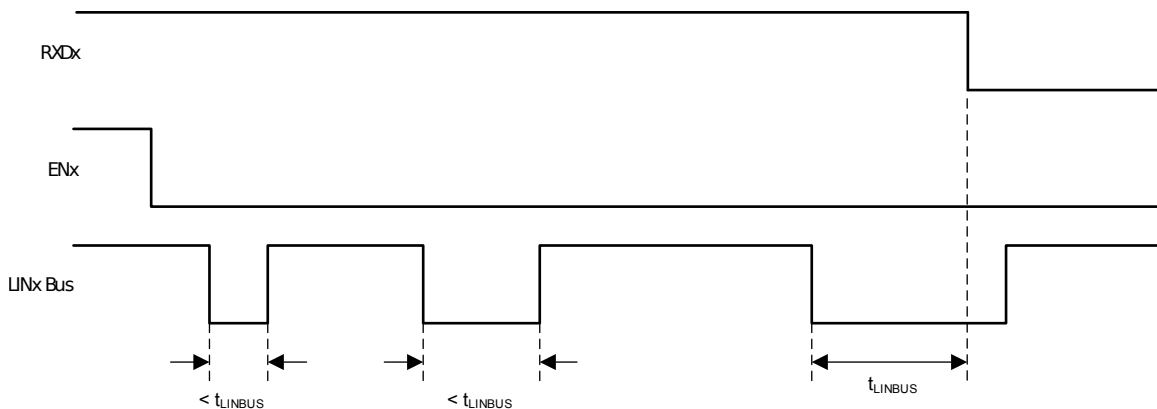 RXDx
ENx
LINx Bus
< tLINBUS
< tLINBUS
tLINBUS